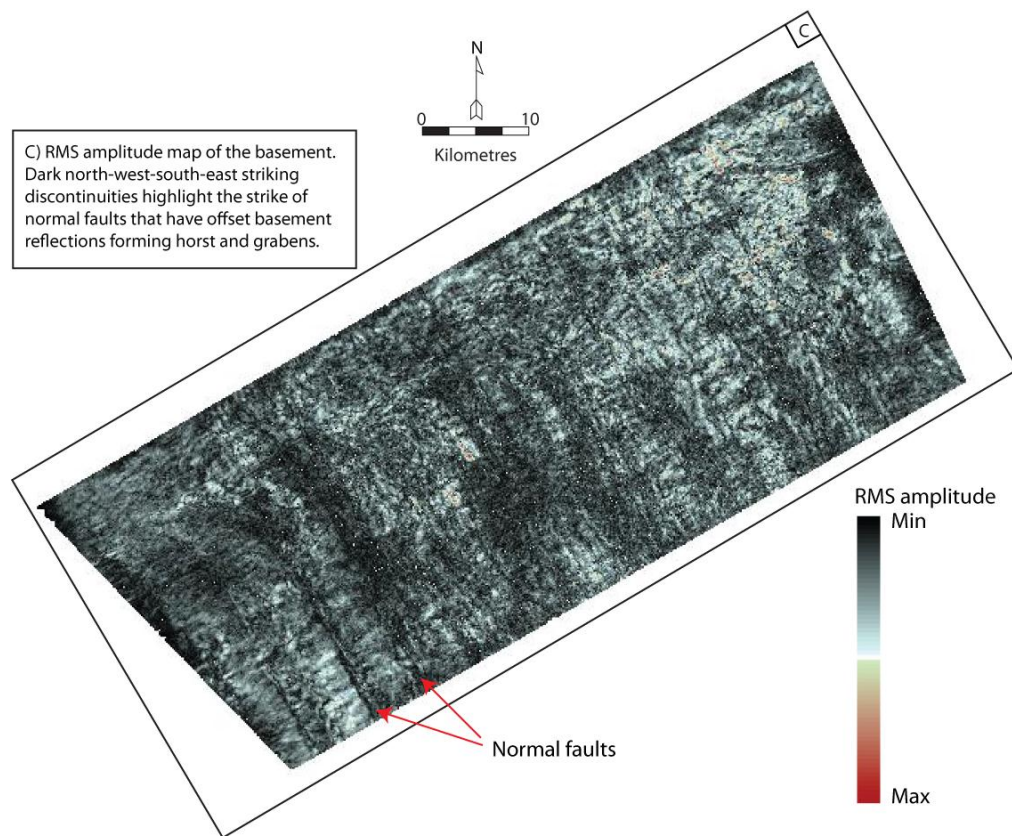 C
N
0 10
Kilometres
C) RMS amplitude map of the basement.
Dark north-west-south-east striking
discontinuities highlight the strike of
normal faults that have offset basement
reflections forming horst and grabens.
RMS amplitude
Min
Max
Normal faults